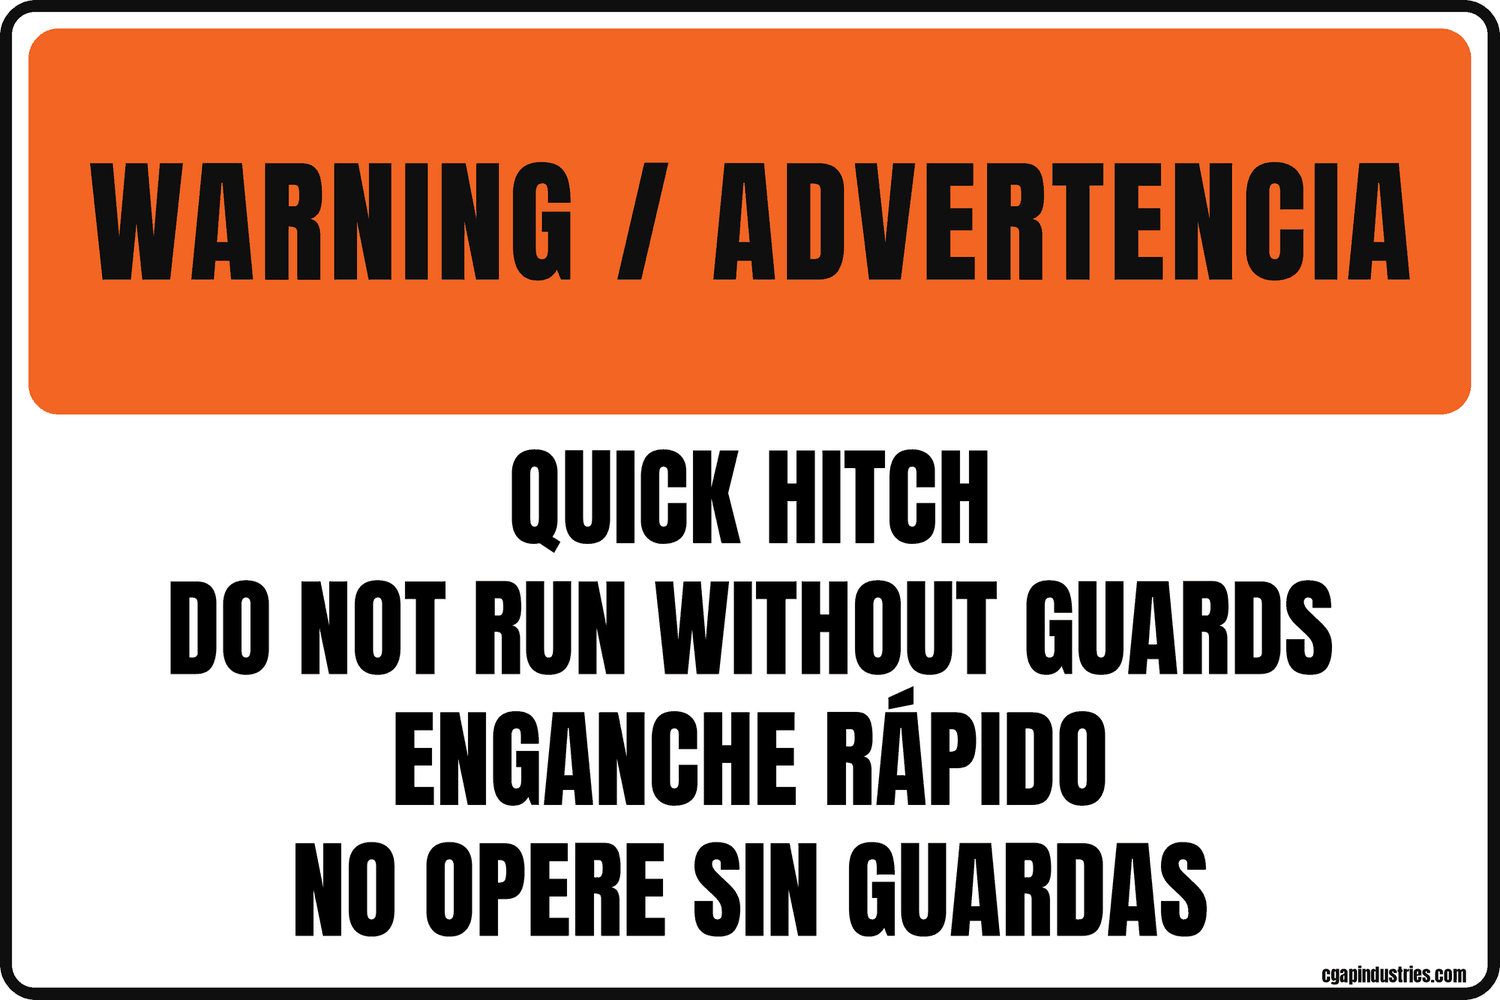 WARNING / ADVERTENCIA
QUICK HITCH
DO NOT RUN WITHOUT GUARDS
ENGANCHE RÁPIDO
NO OPERE SIN GUARDAS
cgapindustries.com